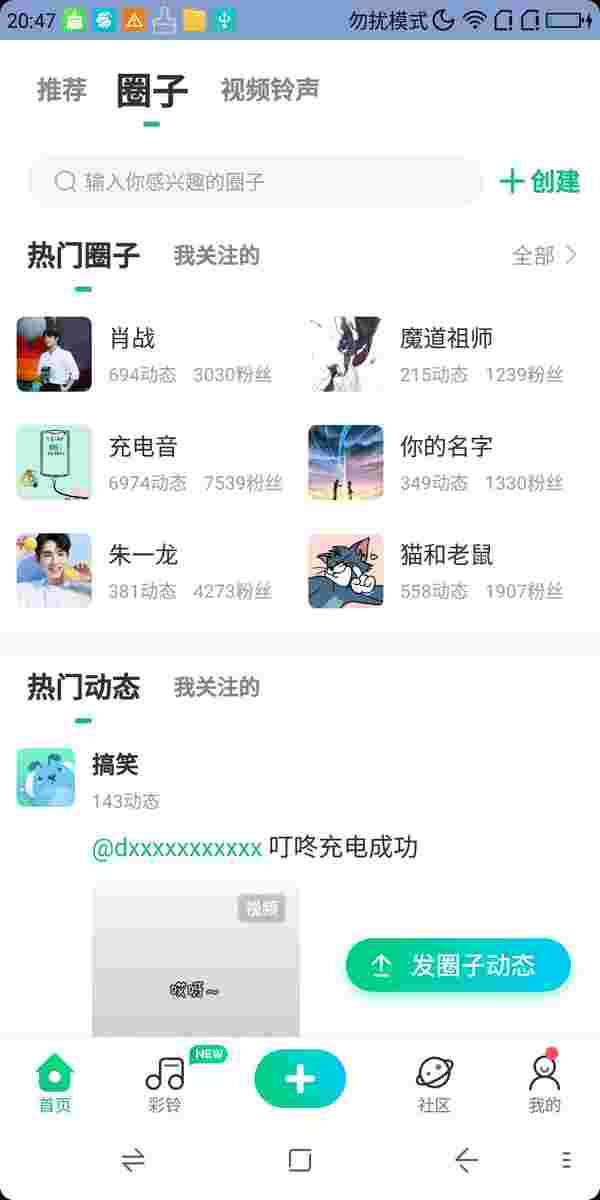 20:47 勿扰模式
推荐 圈子 视频铃声
输入你感兴趣的圈子 创建
热门圈子 我关注的 全部
肖战 魔道祖师
694动态 3030粉丝 215动态 1239粉丝
充电音 你的名字
6974动态 7539粉丝 349动态 1330粉丝
朱一龙 猫和老鼠
381动态 4273粉丝 558动态 1907粉丝
热门动态 我关注的
搞笑
143动态
@dxxxxxxxxxxx 叮咚充电成功
视频
哎呀~
发圈子动态
NEW
首页 彩铃 社区 我的